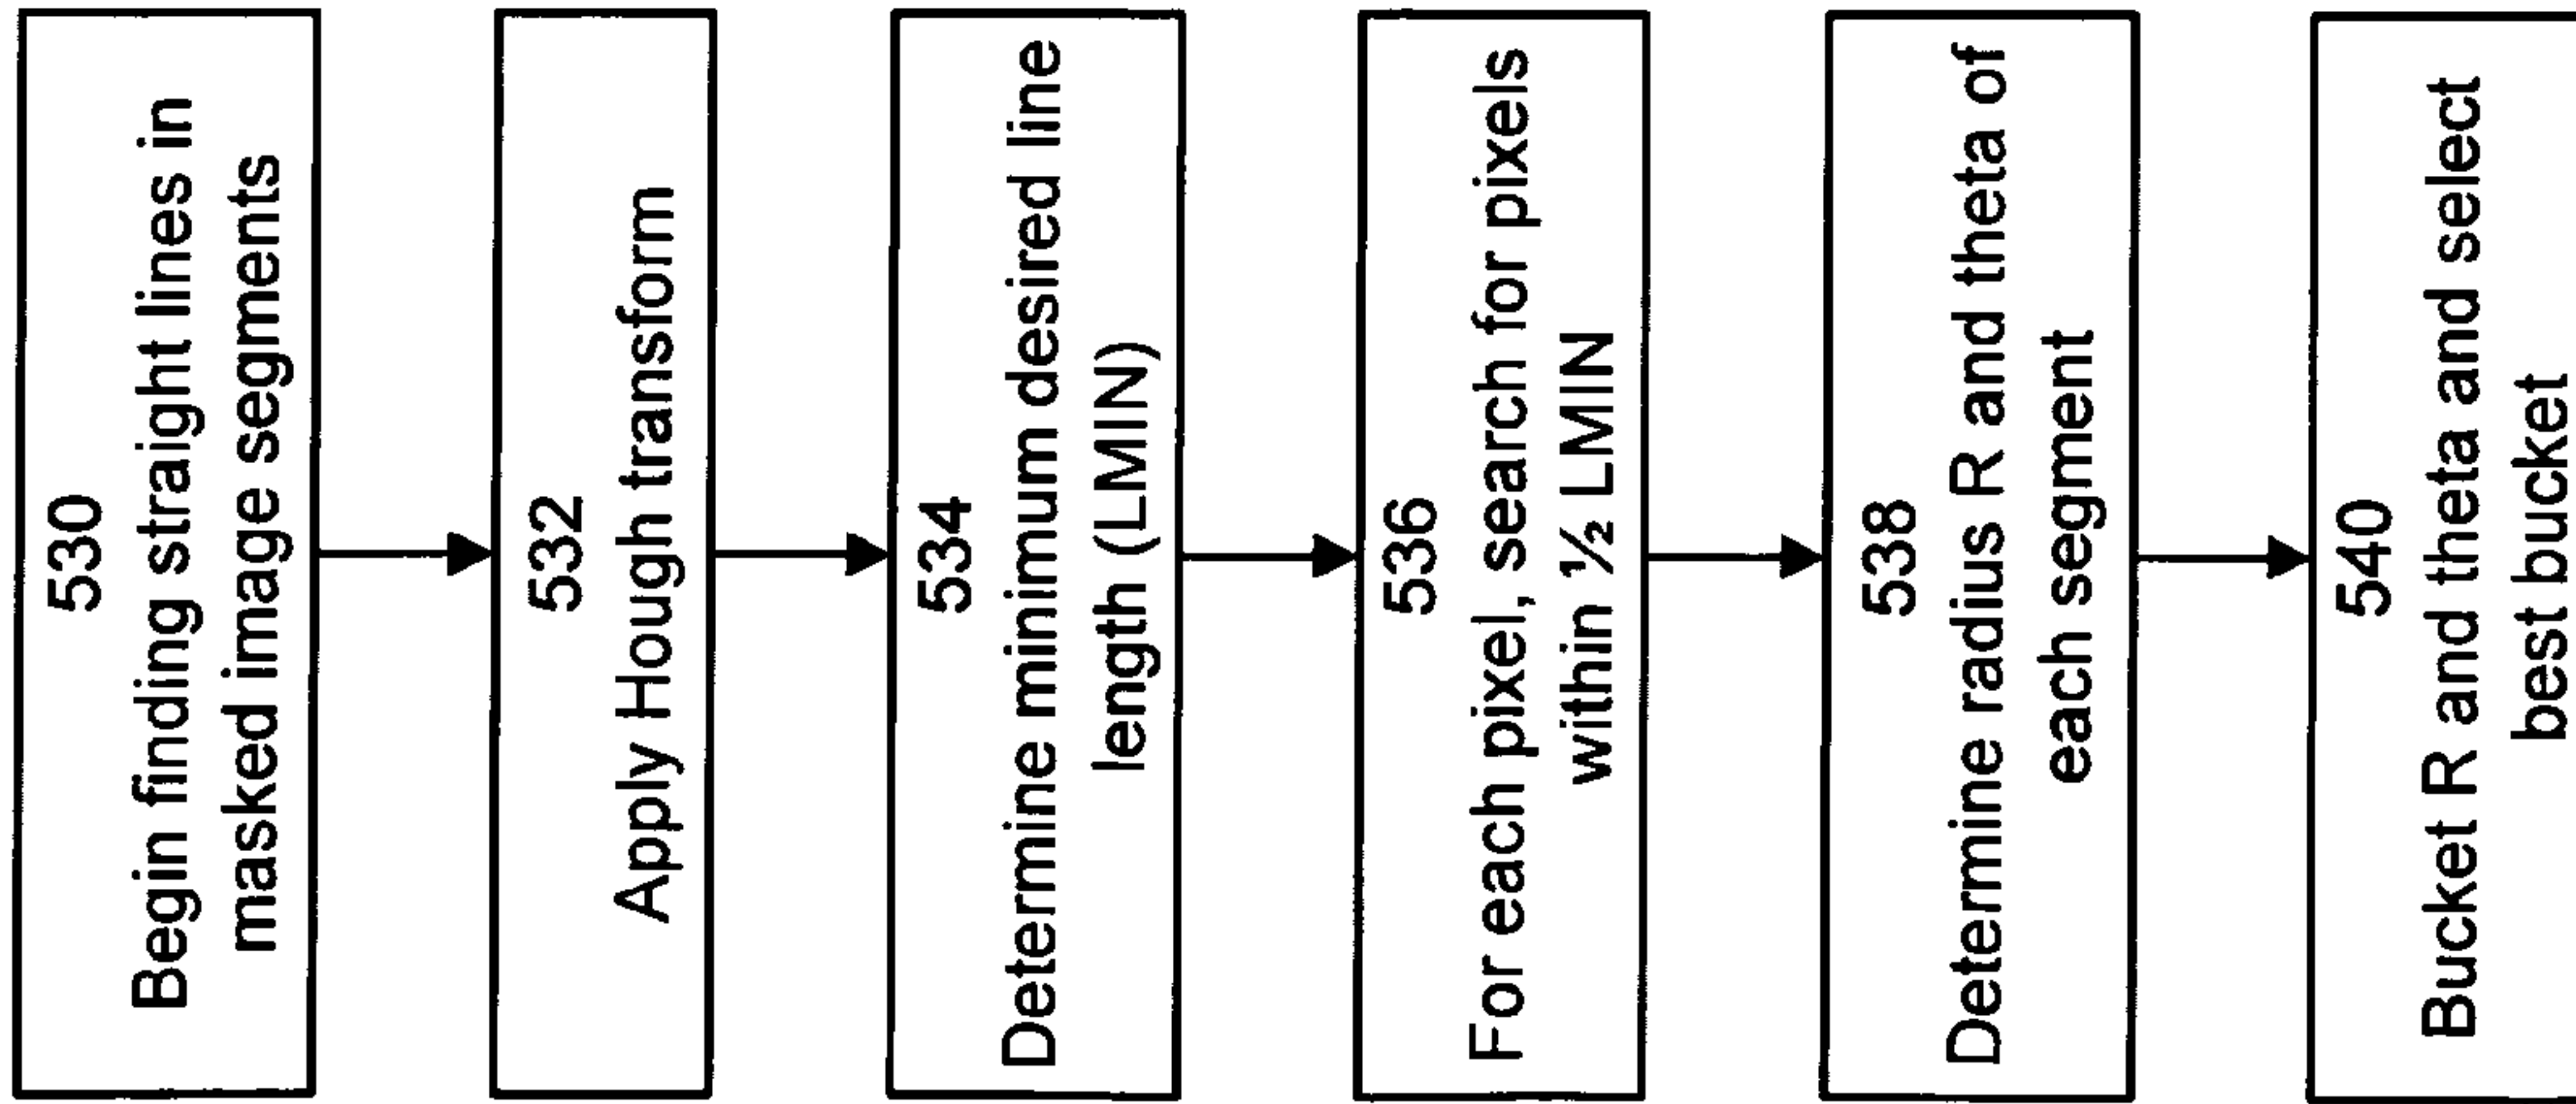 530
Begin finding straight lines in
masked image segments
532
Apply Hough transform
534
Determine minimum desired line
length (LMIN)
536
For each pixel, search for pixels
within ½ LMIN
538
Determine radius R and theta of
each segment
540
Bucket R and theta and select
best bucket